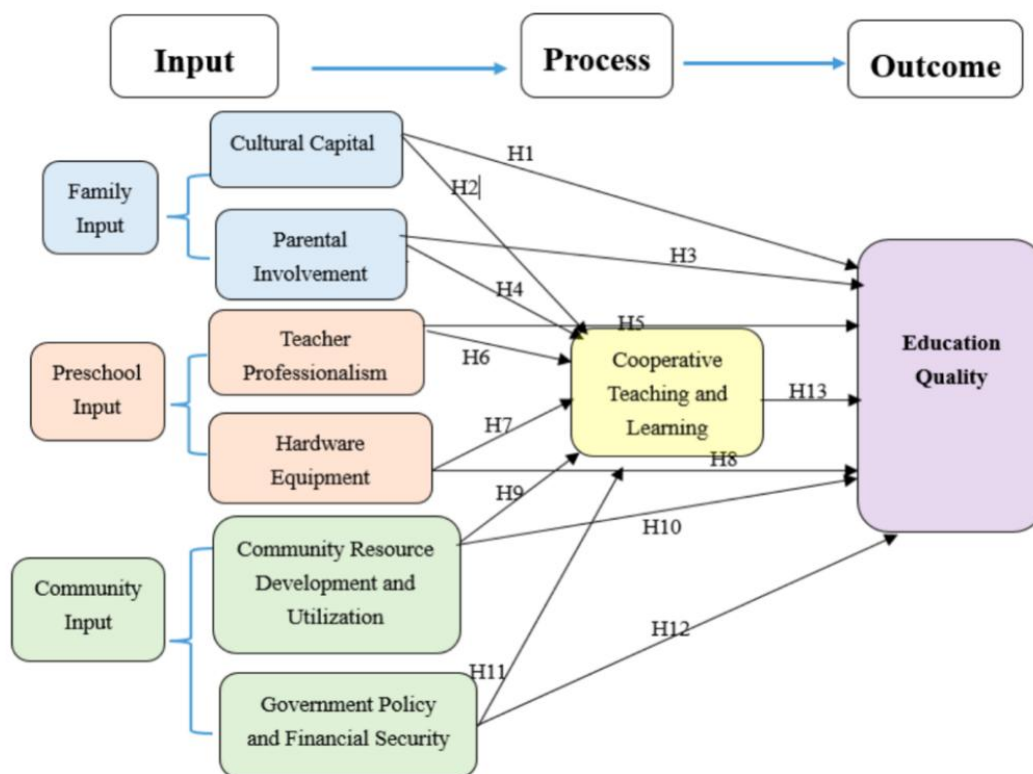 Input
Process
Outcome
Cultural Capital
H1
H2
Family
Input
Parental
Involvement
H3
H4
Teacher
Professionalism
H5
H6
Preschool
Input
Cooperative
Teaching and
Learning
Education
Quality
H13
Hardware
Equipment
H7
H8
H9
Community Resource
Development and
Utilization
H10
Community
Input
H12
H11
Government Policy
and Financial Security